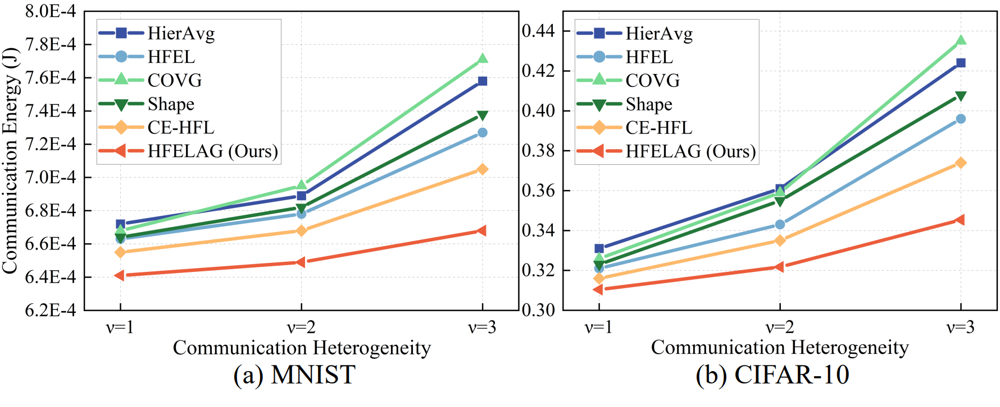 8.0E-4
7.8E-4
7.6E-4
7.4E-4
7.2E-4
7.0E-4
6.8E-4
6.6E-4
6.4E-4
6.2E-4
Communication Energy (J)
HierAvg
HFEL
COVG
Shape
CE-HFL
HFELAG (Ours)
ν=1 ν=2 ν=3
Communication Heterogeneity
(a) MNIST
0.44
0.42
0.40
0.38
0.36
0.34
0.32
0.30
HierAvg
HFEL
COVG
Shape
CE-HFL
HFELAG (Ours)
ν=1 ν=2 ν=3
Communication Heterogeneity
(b) CIFAR-10